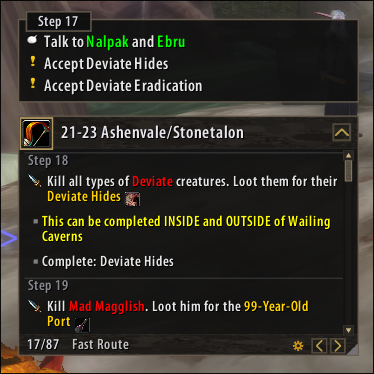 Step 17
Talk to Nalpak and Ebru
Accept Deviate Hides
Accept Deviate Eradication
21-23 Ashenvale/Stonetalon
Step 18
Kill all types of Deviate creatures. Loot them for their
Deviate Hides
This can be completed INSIDE and OUTSIDE of Wailing
Caverns
Complete: Deviate Hides
Step 19
Kill Mad Magglish. Loot him for the 99-Year-Old
Port
17/87 Fast Route